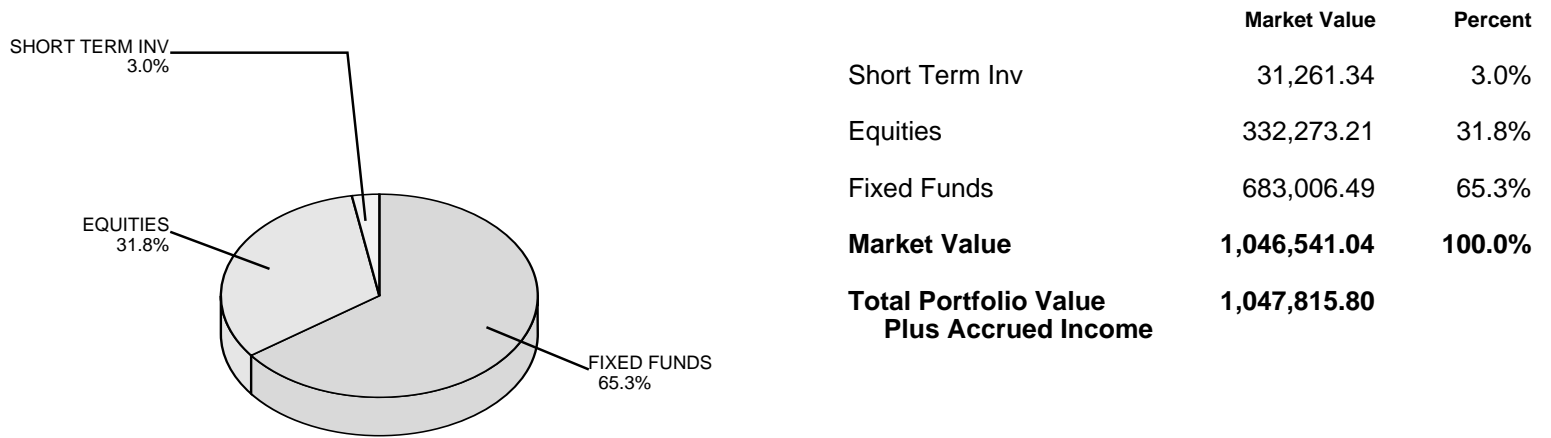 SHORT TERM INV
3.0%
EQUITIES
31.8%
FIXED FUNDS
65.3%
Market Value Percent
Short Term Inv 31,261.34 3.0%
Equities 332,273.21 31.8%
Fixed Funds 683,006.49 65.3%
Market Value 1,046,541.04 100.0%
Total Portfolio Value 1,047,815.80
Plus Accrued Income